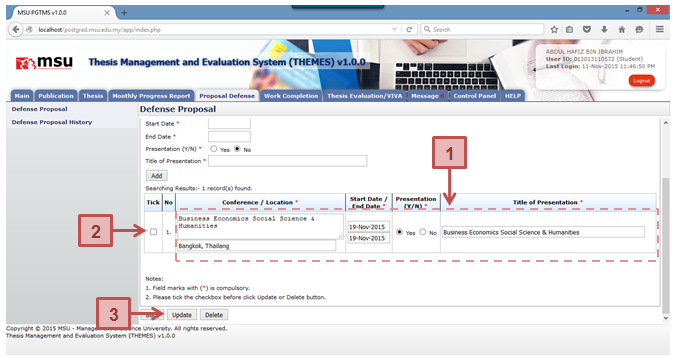 MSU PGTMS v1.0.0
localhost/postgrad.msu.edu.my/app/index.php
Search
msu
Thesis Management and Evaluation System (THEMES) v1.0.0
ABDUL HAFIZ BIN IBRAHIM
User ID: 012013110572 (Student)
Last Login: 11-Nov-2015 11:46:50 PM
Logout
Main Publication Thesis Monthly Progress Report Proposal Defense Work Completion Thesis Evaluation/VIVA Message Control Panel HELP
Defense Proposal
Defense Proposal History
Defense Proposal
Start Date *
End Date *
Presentation (Y/N) * Yes No
Title of Presentation *
Add
Searching Results:- 1 record(s) found.
1
Tick No Conference / Location * Start Date / End Date * Presentation (Y/N) * Title of Presentation *
2
1. Business Economics Social Science & Humanities
Bangkok, Thailang
19-Nov-2015
19-Nov-2015
Yes No
Business Economics Social Science & Humanities
Notes:
1. Field marks with (*) is compulsory.
2. Please tick the checkbox before click Update or Delete button.
3
Update Delete
Copyright © 2015 MSU - Management & Science University. All rights reserved.
Thesis Management and Evaluation System (THEMES) v1.0.0